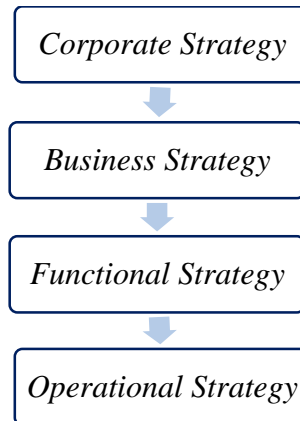 Corporate Strategy
Business Strategy
Functional Strategy
Operational Strategy